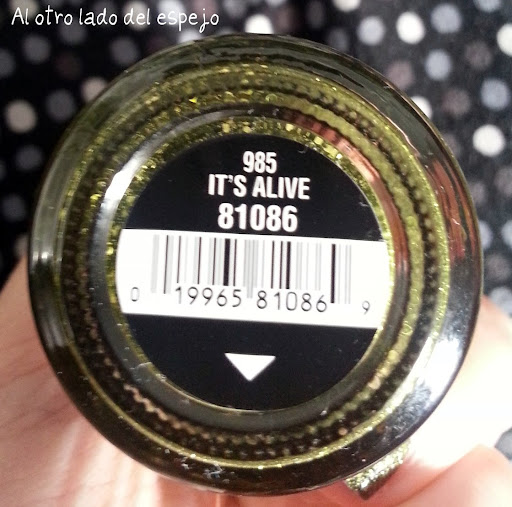 Al otro lado del espejo
985
IT'S ALIVE
81086
0 19965 81086 9